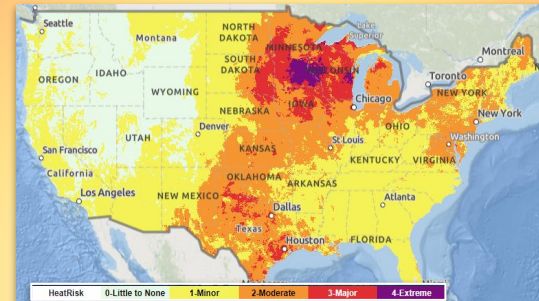 Seattle
NORTH
DAKOTA
Lake
Superior
Montana
MINNESOTA
Montreal
SOUTH
DAKOTA
WISCONSIN
OREGON
IDAHO
Toronto
WYOMING
NEW YORK
IOWA
Chicago
NEBRASKA
New York
OHIO
UTAH
Denver
Washington
San Francisco
KANSAS
St Louis
KENTUCKY
VIRGINIA
California
OKLAHOMA
ARKANSAS
Los Angeles
NEW MEXICO
Atlanta
Dallas
Texas
Houston
FLORIDA
HeatRisk 0-Little to None 1-Minor 2-Moderate 3-Major 4-Extreme